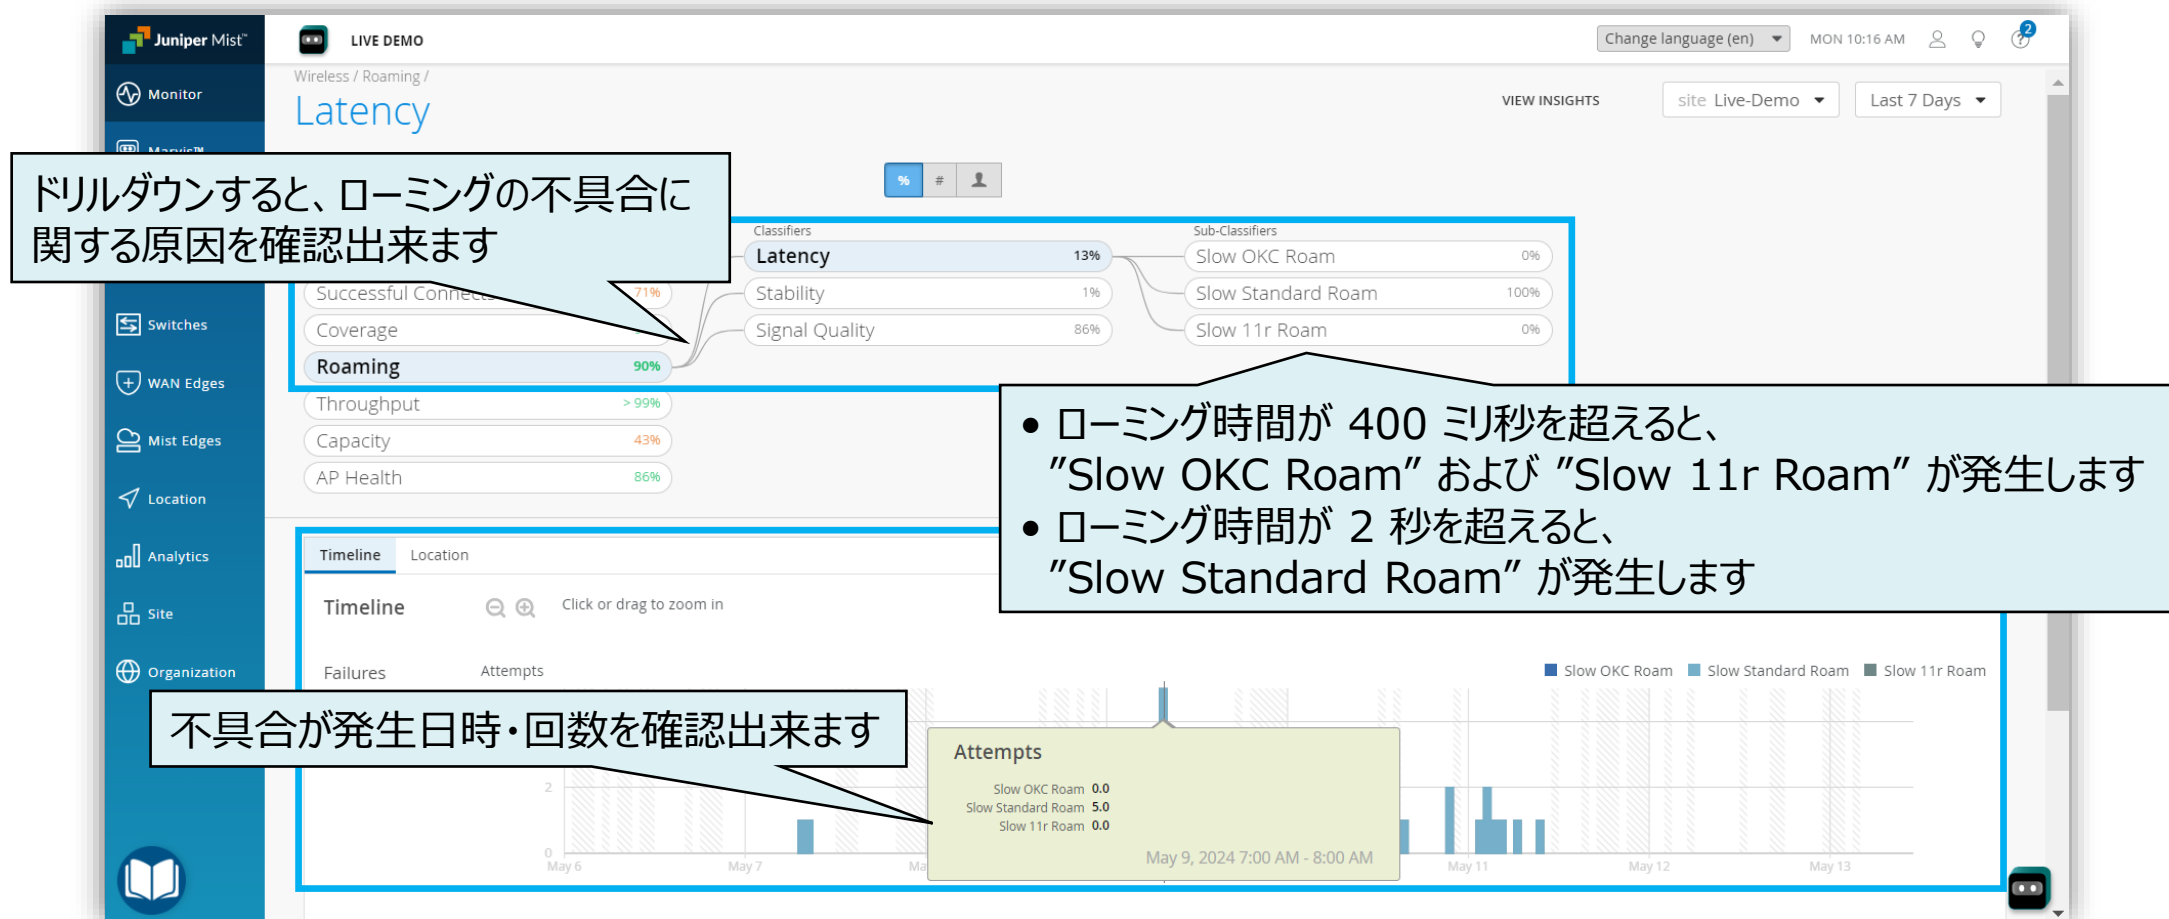 Juniper Mist™
LIVE DEMO
Change language (en)
MON 10:16 AM
2
Monitor
Wireless / Roaming /
Latency
VIEW INSIGHTS
site Live-Demo
Last 7 Days
Marvis™
% #
ドリルダウンすると、ローミングの不具合に
関する原因を確認出来ます
Classifiers
Sub-Classifiers
Latency 13%
Slow OKC Roam 0%
Successful Connects 71%
Stability 1%
Slow Standard Roam 100%
Coverage
Signal Quality 86%
Slow 11r Roam 0%
Roaming 90%
Throughput > 99%
Capacity 43%
AP Health 86%
Switches
WAN Edges
Mist Edges
Location
Analytics
Site
Organization
• ローミング時間が 400 ミリ秒を超えると、
”Slow OKC Roam” および ”Slow 11r Roam” が発生します
• ローミング時間が 2 秒を超えると、
”Slow Standard Roam” が発生します
Timeline Location
Timeline
Click or drag to zoom in
Failures
Attempts
Slow OKC Roam Slow Standard Roam Slow 11r Roam
不具合が発生日時・回数を確認出来ます
Attempts
Slow OKC Roam 0.0
Slow Standard Roam 5.0
Slow 11r Roam 0.0
May 9, 2024 7:00 AM - 8:00 AM
2
0
May 6 May 7 May 11 May 12 May 13